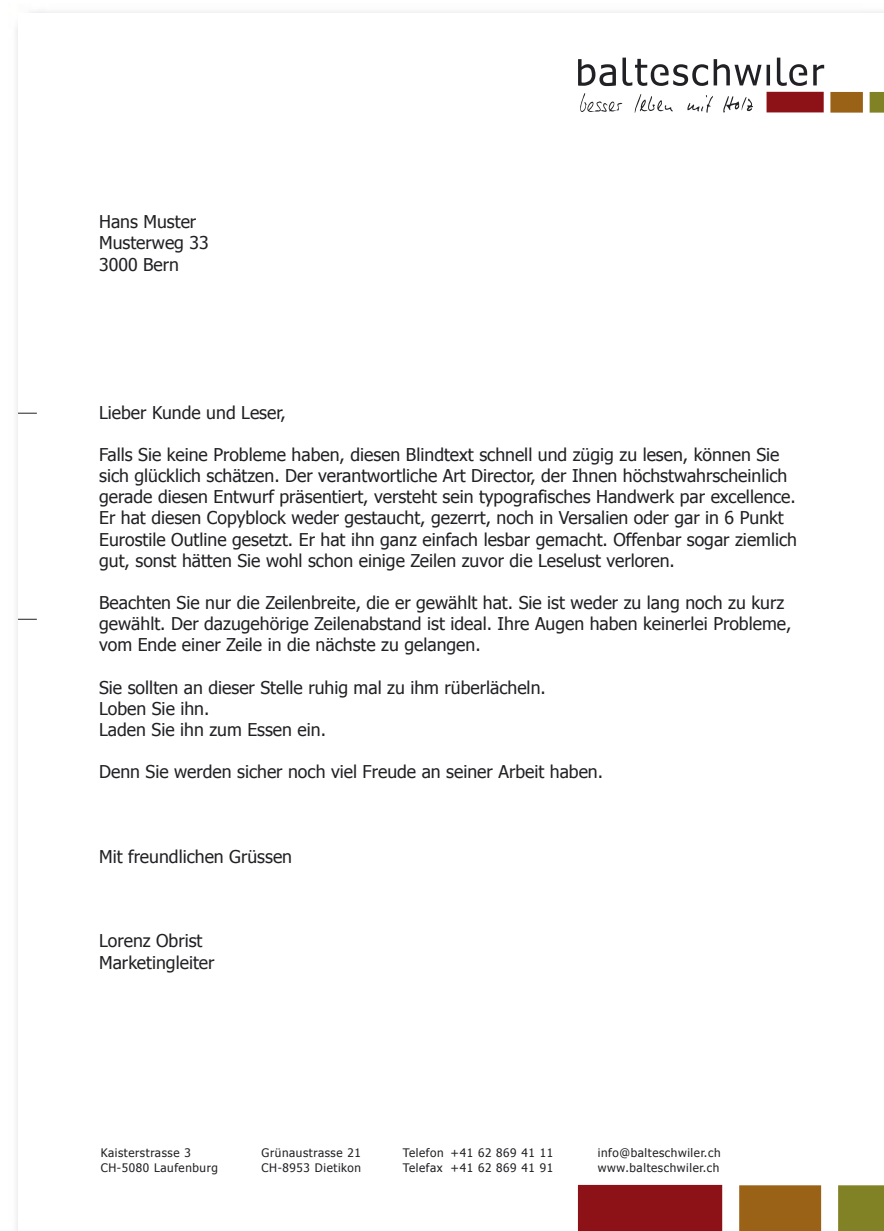 balteschwiler
besser leben mit Holz
Hans Muster
Musterweg 33
3000 Bern
Lieber Kunde und Leser,
Falls Sie keine Probleme haben, diesen Blindtext schnell und zügig zu lesen, können Sie
sich glücklich schätzen. Der verantwortliche Art Director, der Ihnen höchstwahrscheinlich
gerade diesen Entwurf präsentiert, versteht sein typografisches Handwerk par excellence.
Er hat diesen Copyblock weder gestaucht, gezerrt, noch in Versalien oder gar in 6 Punkt
Eurostile Outline gesetzt. Er hat ihn ganz einfach lesbar gemacht. Offenbar sogar ziemlich
gut, sonst hätten Sie wohl schon einige Zeilen zuvor die Leselust verloren.
Beachten Sie nur die Zeilenbreite, die er gewählt hat. Sie ist weder zu lang noch zu kurz
gewählt. Der dazugehörige Zeilenabstand ist ideal. Ihre Augen haben keinerlei Probleme,
vom Ende einer Zeile in die nächste zu gelangen.
Sie sollten an dieser Stelle ruhig mal zu ihm rüberlächeln.
Loben Sie ihn.
Laden Sie ihn zum Essen ein.
Denn Sie werden sicher noch viel Freude an seiner Arbeit haben.
Mit freundlichen Grüssen
Lorenz Obrist
Marketingleiter
Kaisterstrasse 3 Grünaustrasse 21 Telefon +41 62 869 41 11 info@balteschwiler.ch
CH-5080 Laufenburg CH-8953 Dietikon Telefax +41 62 869 41 91 www.balteschwiler.ch